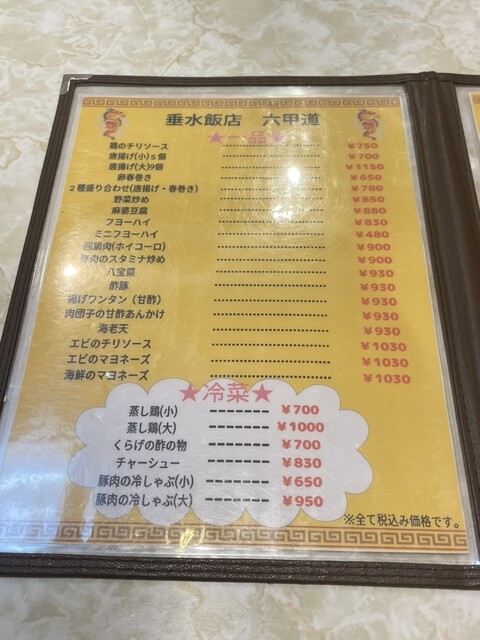 垂水飯店 六甲道
★一品★
鶏のチリソース ¥750
唐揚げ(小)5個 ¥700
唐揚げ(大)9個 ¥1150
卵春巻き ¥650
2種盛り合わせ(唐揚げ・春巻き) ¥780
野菜炒め ¥850
麻婆豆腐 ¥880
フヨーハイ ¥830
ミニフヨーハイ ¥480
回鍋肉(ホイコーロ) ¥900
豚肉のスタミナ炒め ¥900
八宝菜 ¥930
酢豚 ¥930
揚げワンタン(甘酢) ¥930
肉団子の甘酢あんかけ ¥930
海老天 ¥930
エビのチリソース ¥1030
エビのマヨネーズ ¥1030
海鮮のマヨネーズ ¥1030
★冷菜★
蒸し鶏(小) ------- ¥700
蒸し鶏(大) ------- ¥1000
くらげの酢の物 ------- ¥700
チャーシュー ------- ¥830
豚肉の冷しゃぶ(小) ------- ¥650
豚肉の冷しゃぶ(大) ------- ¥950
※全て税込み価格です。